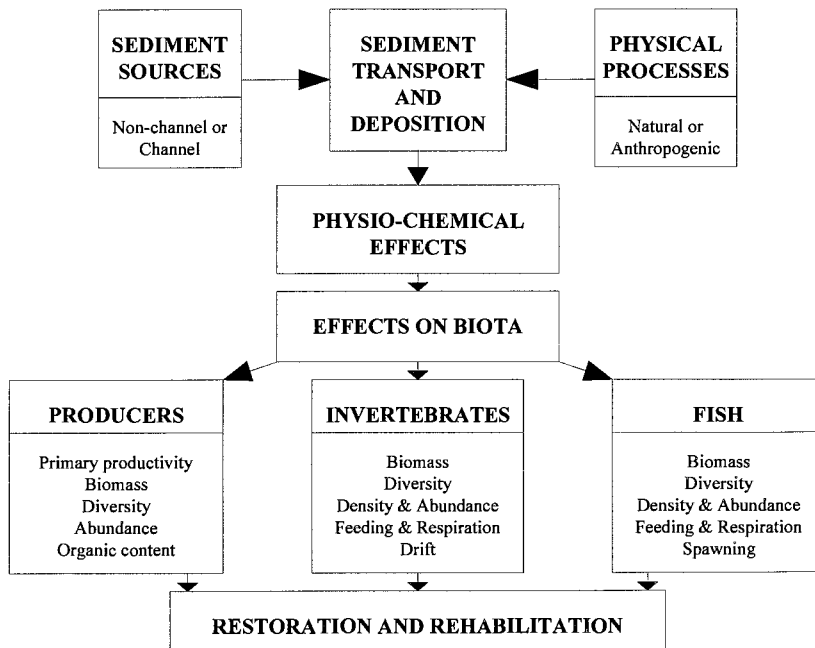 SEDIMENT
SOURCES
Non-channel or
Channel
SEDIMENT
TRANSPORT
AND
DEPOSITION
PHYSICAL
PROCESSES
Natural or
Anthropogenic
PHYSIO-CHEMICAL
EFFECTS
EFFECTS ON BIOTA
PRODUCERS
Primary productivity
Biomass
Diversity
Abundance
Organic content
INVERTEBRATES
Biomass
Diversity
Density & Abundance
Feeding & Respiration
Drift
FISH
Biomass
Diversity
Density & Abundance
Feeding & Respiration
Spawning
RESTORATION AND REHABILITATION